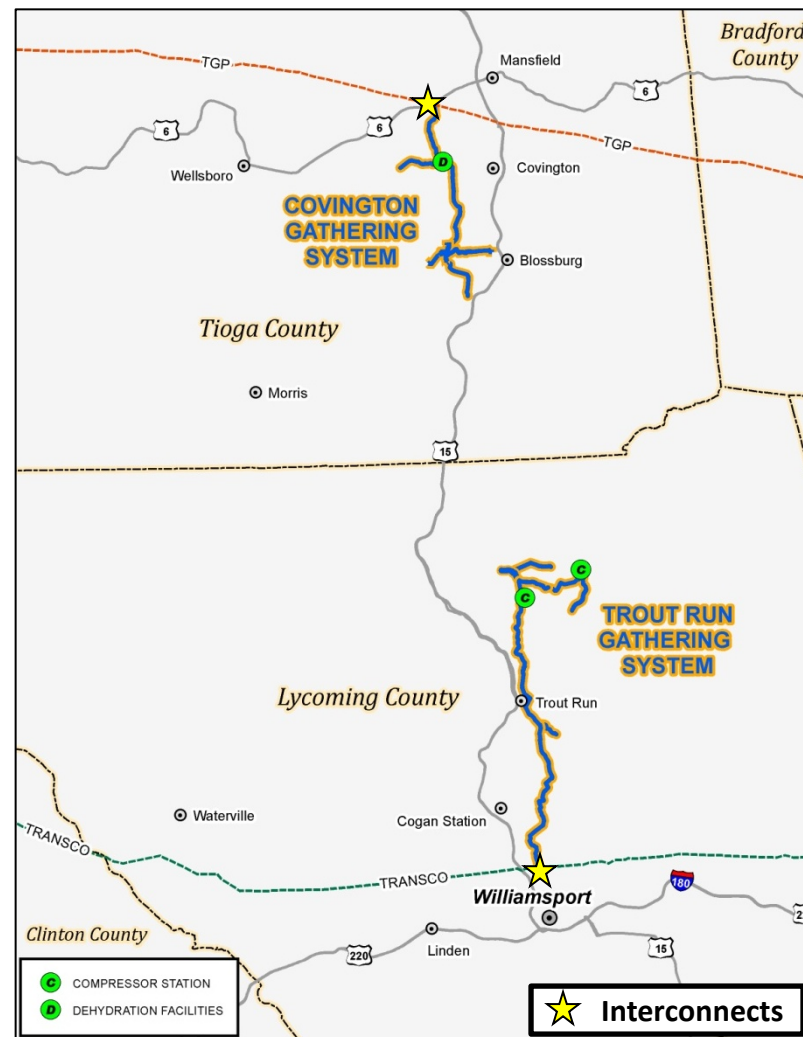 Bradford
County
Mansfield
TGP
6
6
6
TGP
Wellsboro
D
Covington
COVINGTON
GATHERING
SYSTEM
Blossburg
Tioga County
Morris
15
C
C
TROUT RUN
GATHERING
SYSTEM
Lycoming County
Trout Run
Waterville
Cogan Station
TRANSCO
TRANSCO
180
Williamsport
Clinton County
Linden
220
15
C COMPRESSOR STATION
D DEHYDRATION FACILITIES
Interconnects